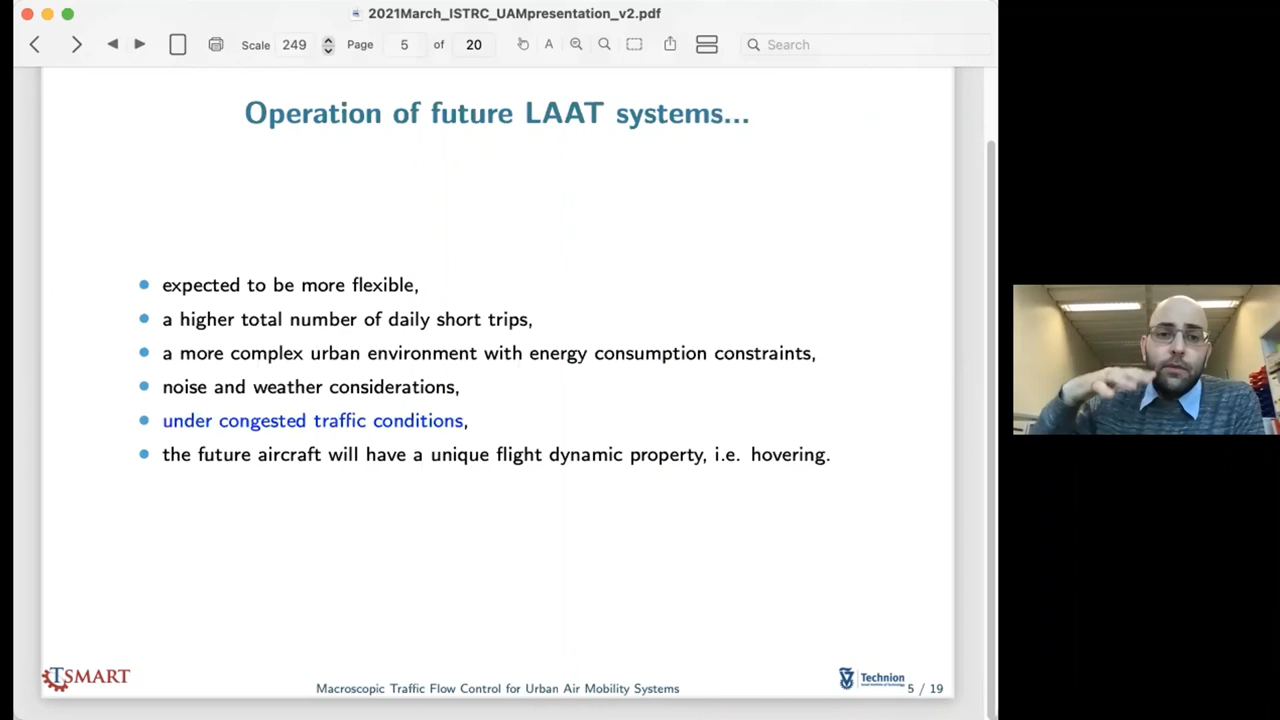 2021March_ISTRC_UAMpresentation_v2.pdf
Scale 249 Page 5 of 20 A Search
Operation of future LAAT systems...
expected to be more flexible,
a higher total number of daily short trips,
a more complex urban environment with energy consumption constraints,
noise and weather considerations,
under congested traffic conditions,
the future aircraft will have a unique flight dynamic property, i.e. hovering.
TSMART
Macroscopic Traffic Flow Control for Urban Air Mobility Systems
Technion
5 / 19